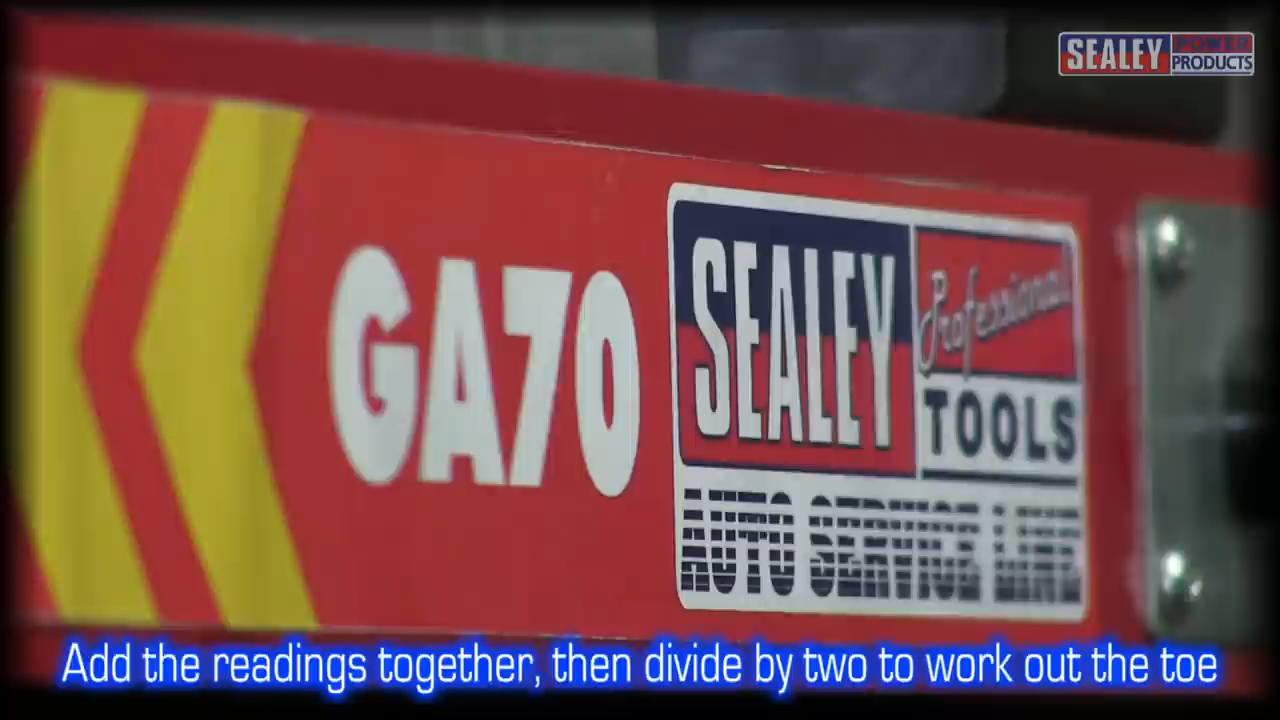 SEALEY POWER PRODUCTS
GA70
SEALEY Professional TOOLS
AUTO SERVICE LINE
Add the readings together, then divide by two to work out the toe